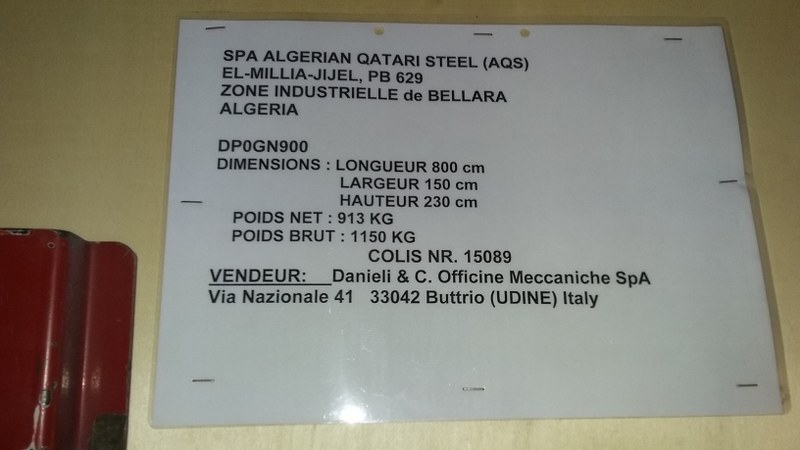 SPA ALGERIAN QATARI STEEL (AQS)
EL-MILLIA-JIJEL, PB 629
ZONE INDUSTRIELLE de BELLARA
ALGERIA
DP0GN900
DIMENSIONS : LONGUEUR 800 cm
LARGEUR 150 cm
HAUTEUR 230 cm
POIDS NET : 913 KG
POIDS BRUT : 1150 KG
COLIS NR. 15089
VENDEUR: Danieli & C. Officine Meccaniche SpA
Via Nazionale 41 33042 Buttrio (UDINE) Italy